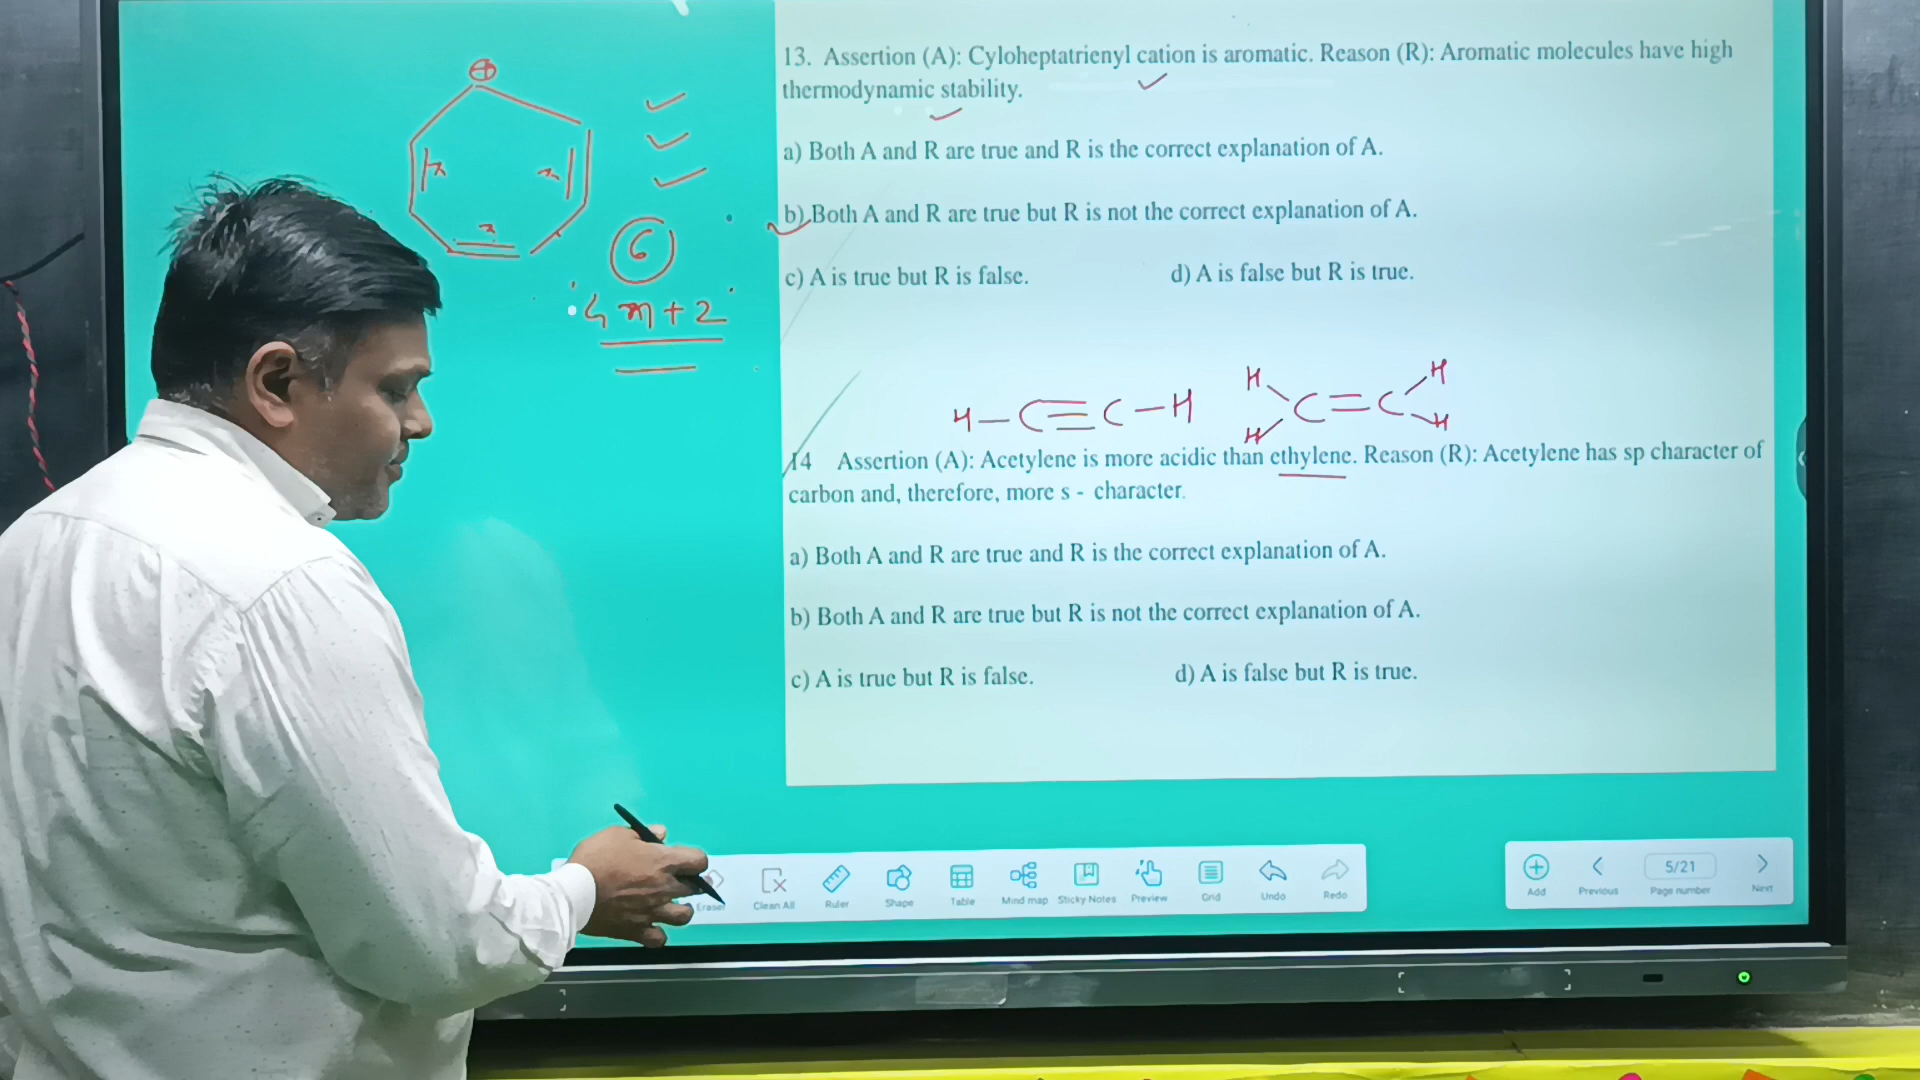 13. Assertion (A): Cyloheptatrienyl cation is aromatic. Reason (R): Aromatic molecules have high
thermodynamic stability.
a) Both A and R are true and R is the correct explanation of A.
b) Both A and R are true but R is not the correct explanation of A.
c) A is true but R is false. d) A is false but R is true.
⊕
6
4n+2
H—C≡C—H
H H
C=C
H H
14 Assertion (A): Acetylene is more acidic than ethylene. Reason (R): Acetylene has sp character of
carbon and, therefore, more s - character.
a) Both A and R are true and R is the correct explanation of A.
b) Both A and R are true but R is not the correct explanation of A.
c) A is true but R is false. d) A is false but R is true.
Eraser Clean All Ruler Shape Table Mind map Sticky Notes Preview Grid Undo Redo
5/21
Add Previous Page number Next